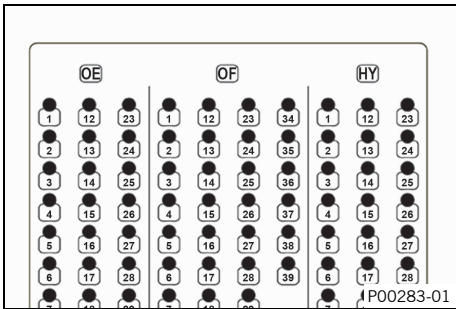 OE OF HY
1 12 23 1 12 23 34 1 12 23
2 13 24 2 13 24 35 2 13 24
3 14 25 3 14 25 36 3 14 25
4 15 26 4 15 26 37 4 15 26
5 16 27 5 16 27 38 5 16 27
6 17 28 6 17 28 39 6 17 28
P00283-01